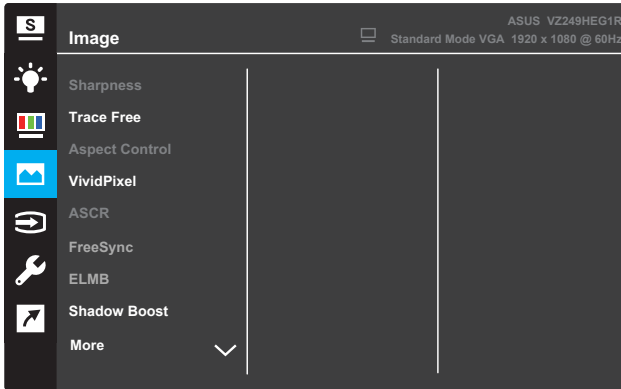 S
ASUS VZ249HEG1R
Image
Standard Mode VGA 1920 x 1080 @ 60Hz
Sharpness
Trace Free
Aspect Control
VividPixel
ASCR
FreeSync
ELMB
Shadow Boost
More